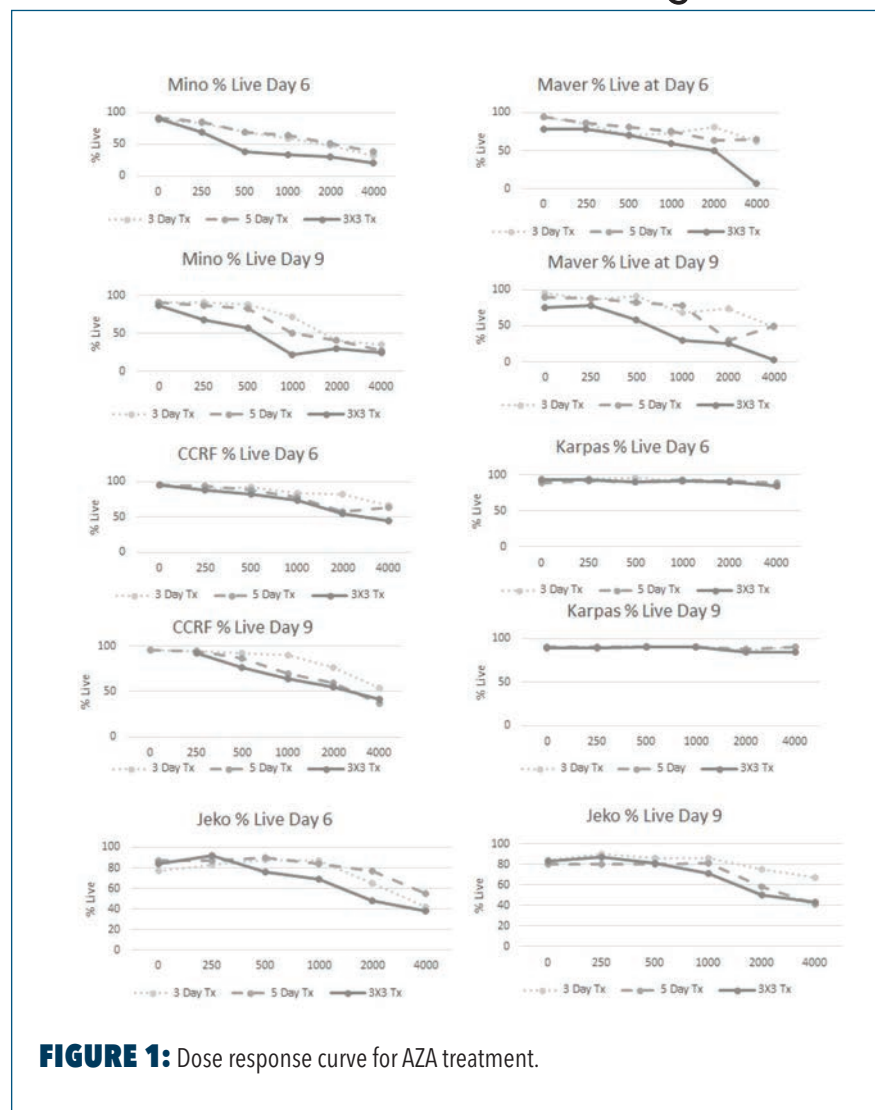 Mino % Live Day 6
% Live
100
50
0
0 250 500 1000 2000 4000
3 Day Tx 5 Day Tx 3X3 Tx
Maver % Live at Day 6
% Live
100
50
0
0 250 500 1000 2000 4000
3 Day Tx 5 Day Tx 3X3 Tx
Mino % Live Day 9
% Live
100
50
0
0 250 500 1000 2000 4000
3 Day Tx 5 Day Tx 3X3 Tx
Maver % Live at Day 9
% Live
100
50
0
0 250 500 1000 2000 4000
3 Day Tx 5 Day Tx 3X3 Tx
CCRF % Live Day 6
% Live
100
50
0
0 250 500 1000 2000 4000
3 Day Tx 5 Day Tx 3X3 Tx
Karpas % Live Day 6
% Live
100
50
0
0 250 500 1000 2000 4000
3 Day Tx 5 Day Tx 3X3 Tx
CCRF % Live Day 9
% Live
100
50
0
0 250 500 1000 2000 4000
3 Day Tx 5 Day Tx 3X3 Tx
Karpas % Live Day 9
% Live
100
50
0
0 250 500 1000 2000 4000
3 Day Tx 5 Day 3X3 Tx
Jeko % Live Day 6
% Live
100
80
60
40
20
0
0 250 500 1000 2000 4000
3 Day Tx 5 Day Tx 3X3 Tx
Jeko % Live Day 9
% Live
100
80
60
40
20
0
0 250 500 1000 2000 4000
3 Day Tx 5 Day Tx 3X3 Tx
FIGURE 1: Dose response curve for AZA treatment.